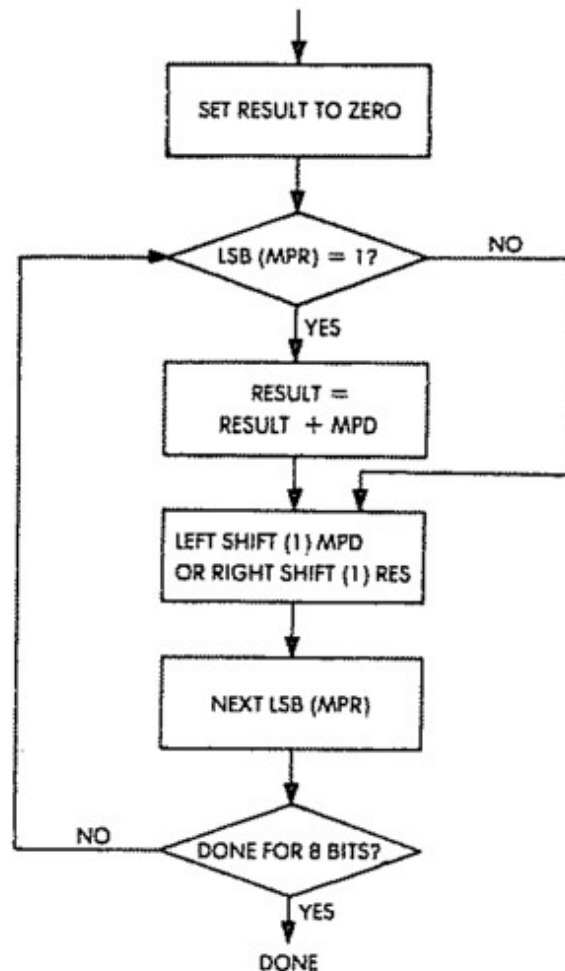 SET RESULT TO ZERO
LSB (MPR) = 1?
NO
YES
RESULT =
RESULT + MPD
LEFT SHIFT (1) MPD
OR RIGHT SHIFT (1) RES
NEXT LSB (MPR)
NO
DONE FOR 8 BITS?
YES
DONE